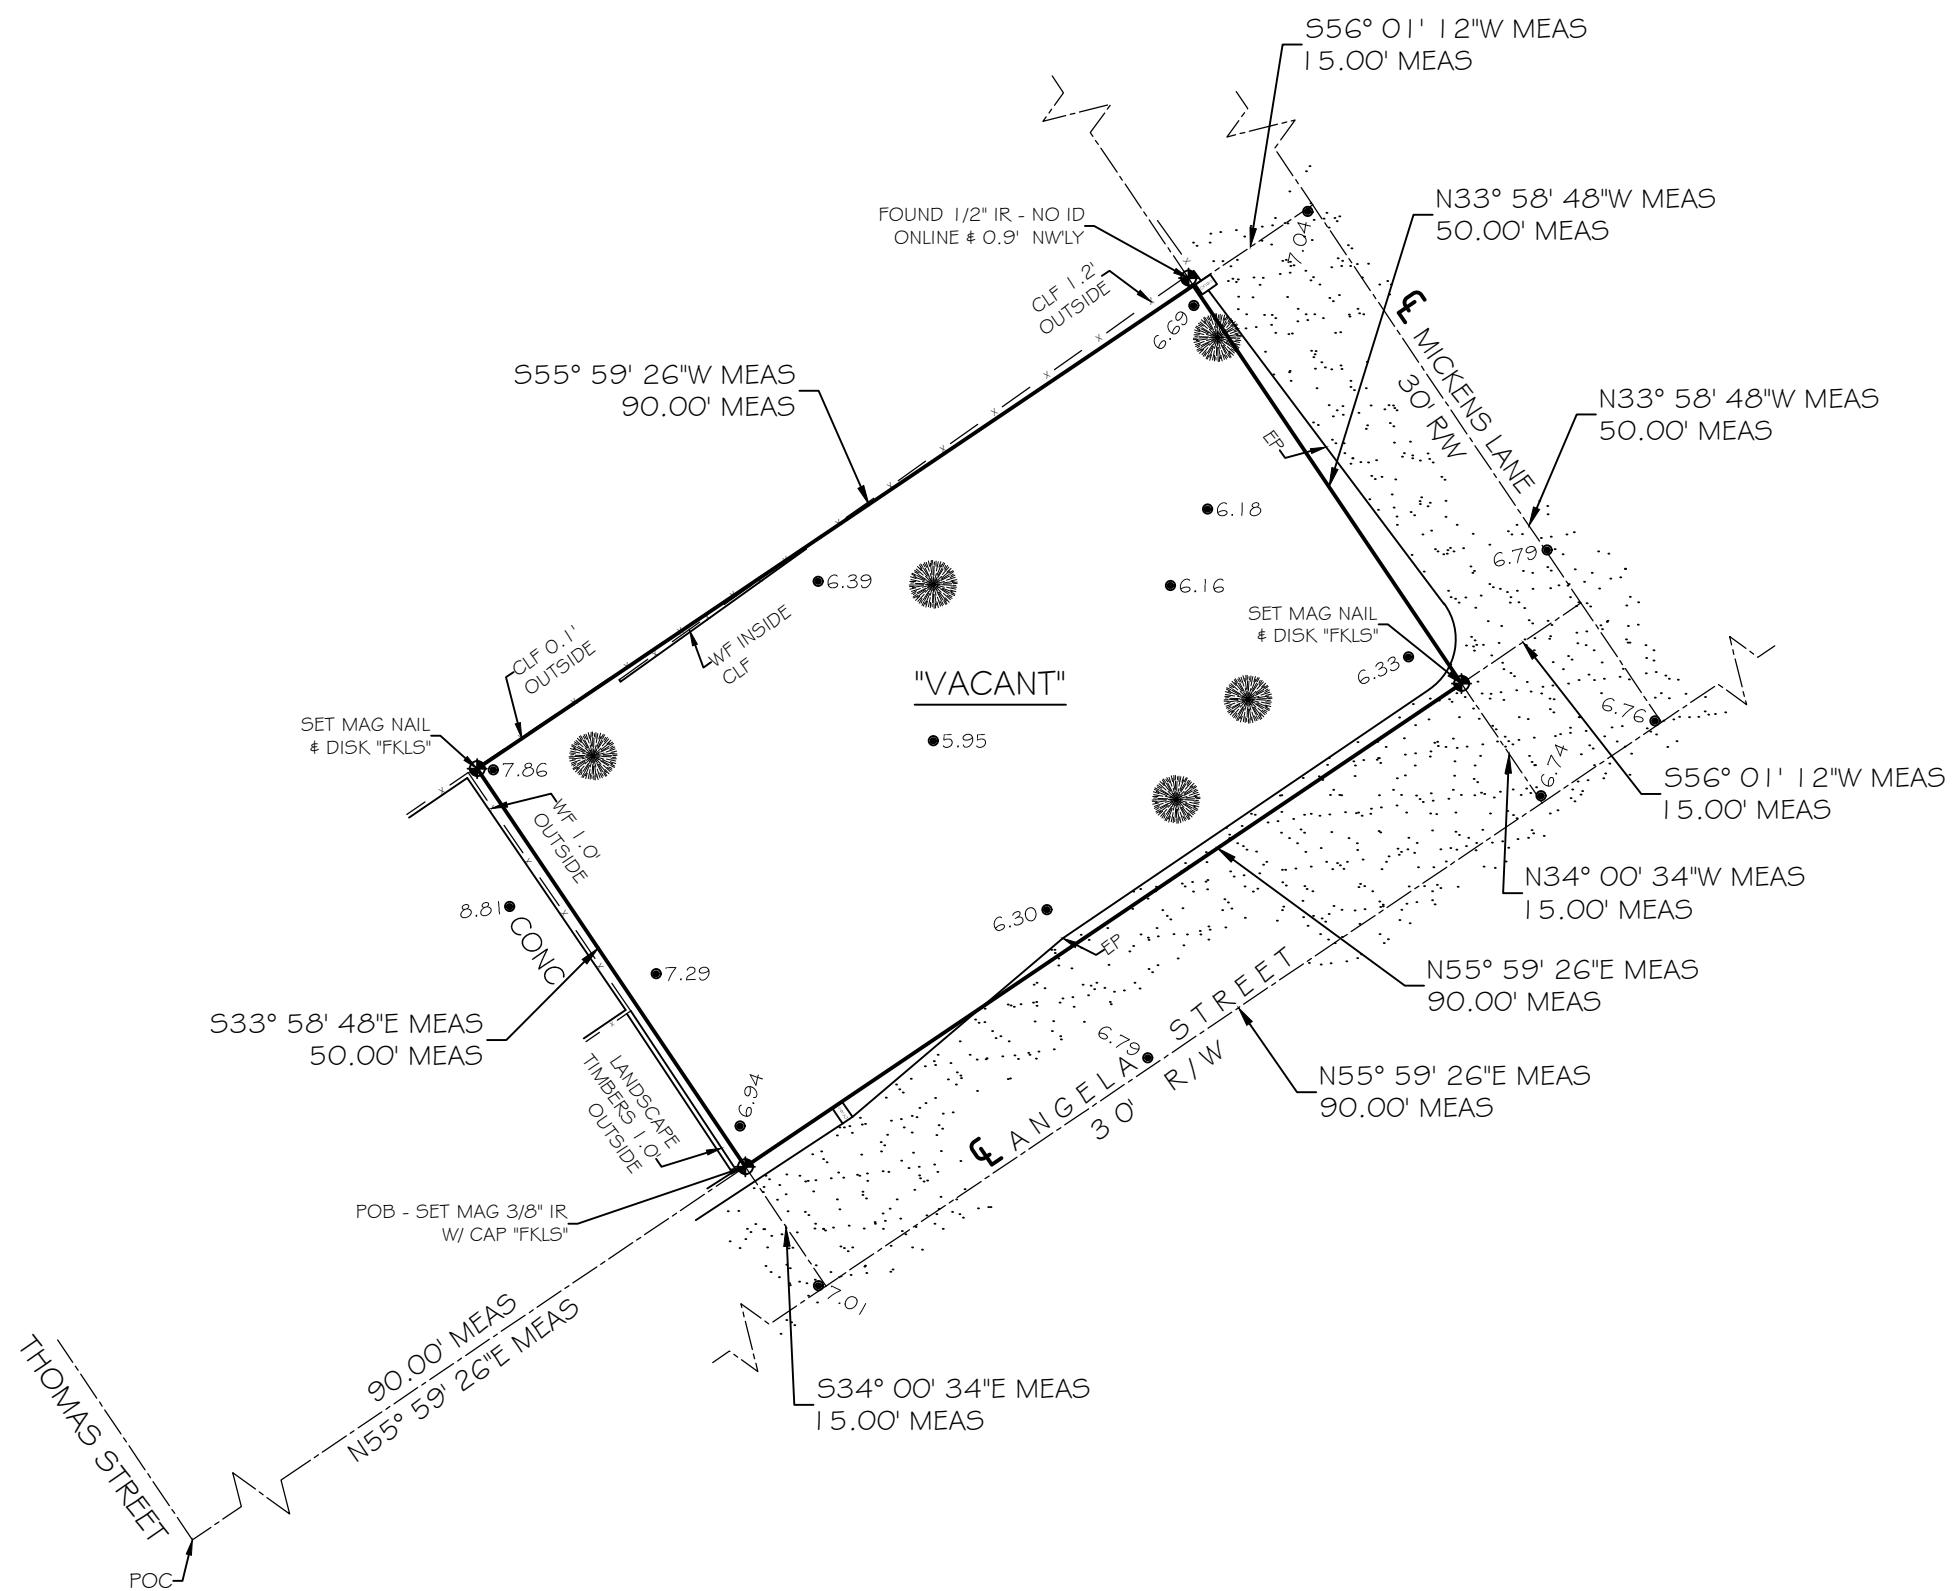 S56° 01' 12"W MEAS
15.00' MEAS
N33° 58' 48"W MEAS
50.00' MEAS
FOUND 1/2" IR - NO ID
ONLINE & 0.9' NW'LY
7.04
CLF 1.2'
OUTSIDE
6.69
℄ MICKENS LANE
30' R/W
S55° 59' 26"W MEAS
90.00' MEAS
N33° 58' 48"W MEAS
50.00' MEAS
EP
6.18
6.79
6.39
6.16
SET MAG NAIL
& DISK "FKLS"
WF INSIDE
CLF
CLF 0.1'
OUTSIDE
6.33
"VACANT"
6.76
SET MAG NAIL
& DISK "FKLS"
5.95
7.86
6.74
S56° 01' 12"W MEAS
15.00' MEAS
WF 1.0'
OUTSIDE
N34° 00' 34"W MEAS
15.00' MEAS
8.81
CONC
6.30
EP
7.29
N55° 59' 26"E MEAS
90.00' MEAS
S33° 58' 48"E MEAS
50.00' MEAS
6.79
℄ ANGELA STREET
30' R/W
N55° 59' 26"E MEAS
90.00' MEAS
LANDSCAPE
TIMBERS 1.0'
OUTSIDE
6.94
POB - SET MAG 3/8" IR
W/ CAP "FKLS"
7.01
90.00' MEAS
N55° 59' 26"E MEAS
S34° 00' 34"E MEAS
15.00' MEAS
THOMAS STREET
POC